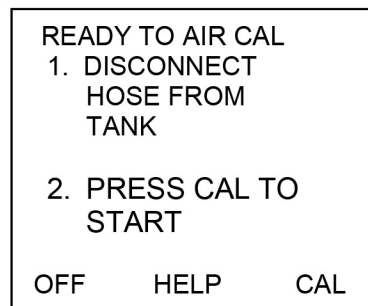 READY TO AIR CAL
1. DISCONNECT
HOSE FROM
TANK
2. PRESS CAL TO
START
OFF HELP CAL